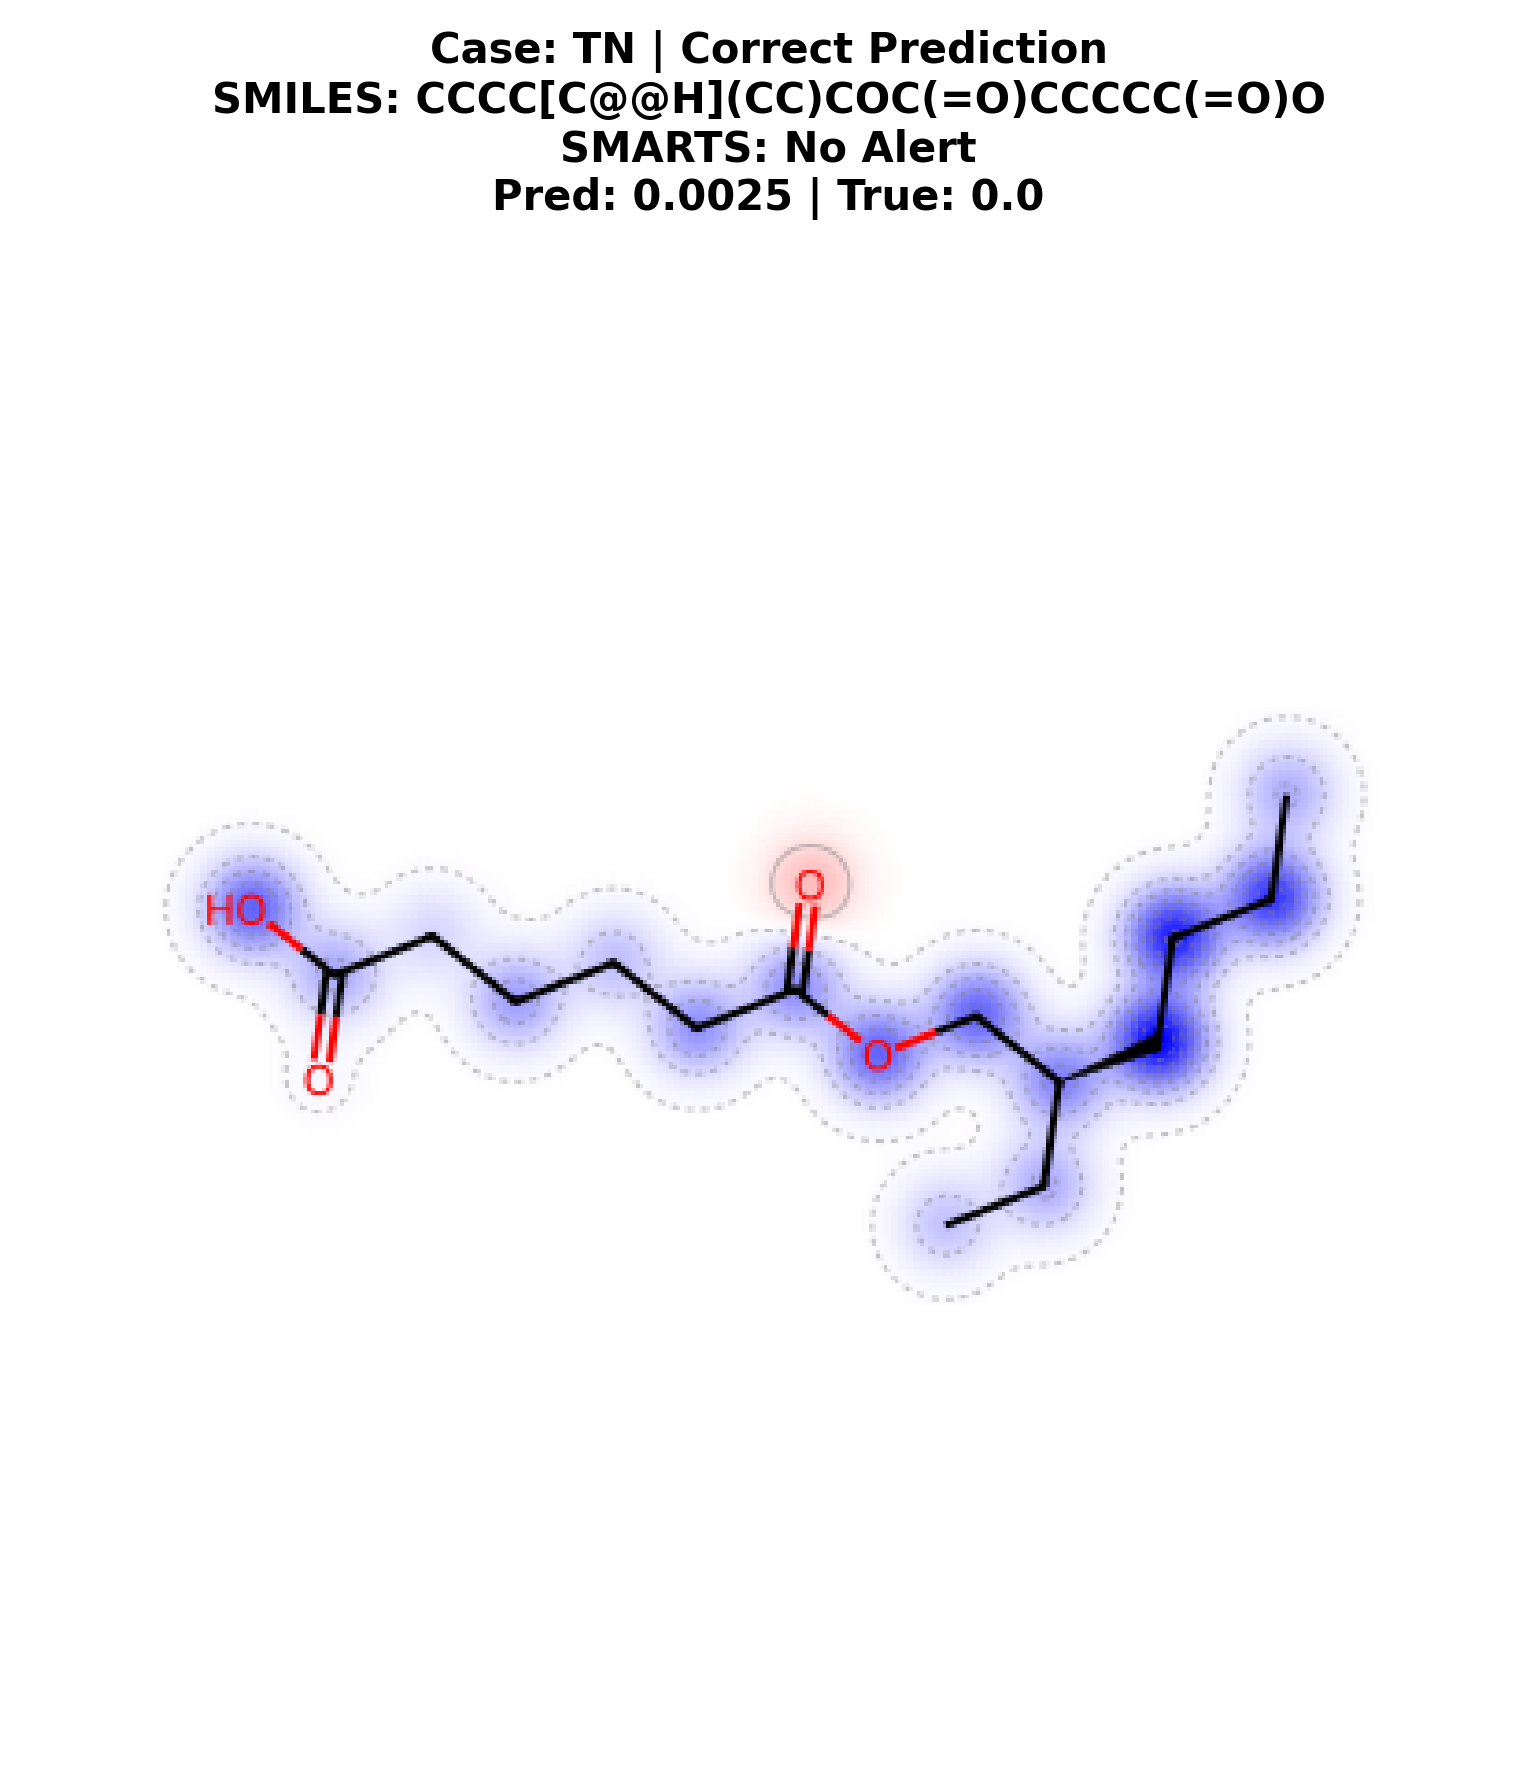 Case: TN | Correct Prediction
SMILES: CCCC[C@@H](CC)COC(=O)CCCCC(=O)O
SMARTS: No Alert
Pred: 0.0025 | True: 0.0
O
HO
O
O